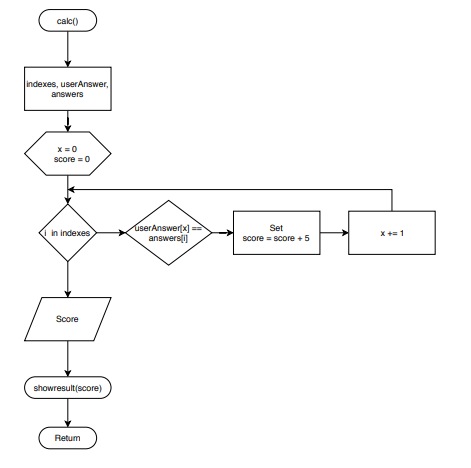 calc()
indexes, userAnswer,
answers
x = 0
score = 0
i in indexes
userAnswer[x] ==
answers[i]
Set
score = score + 5
x += 1
Score
showresult(score)
Return